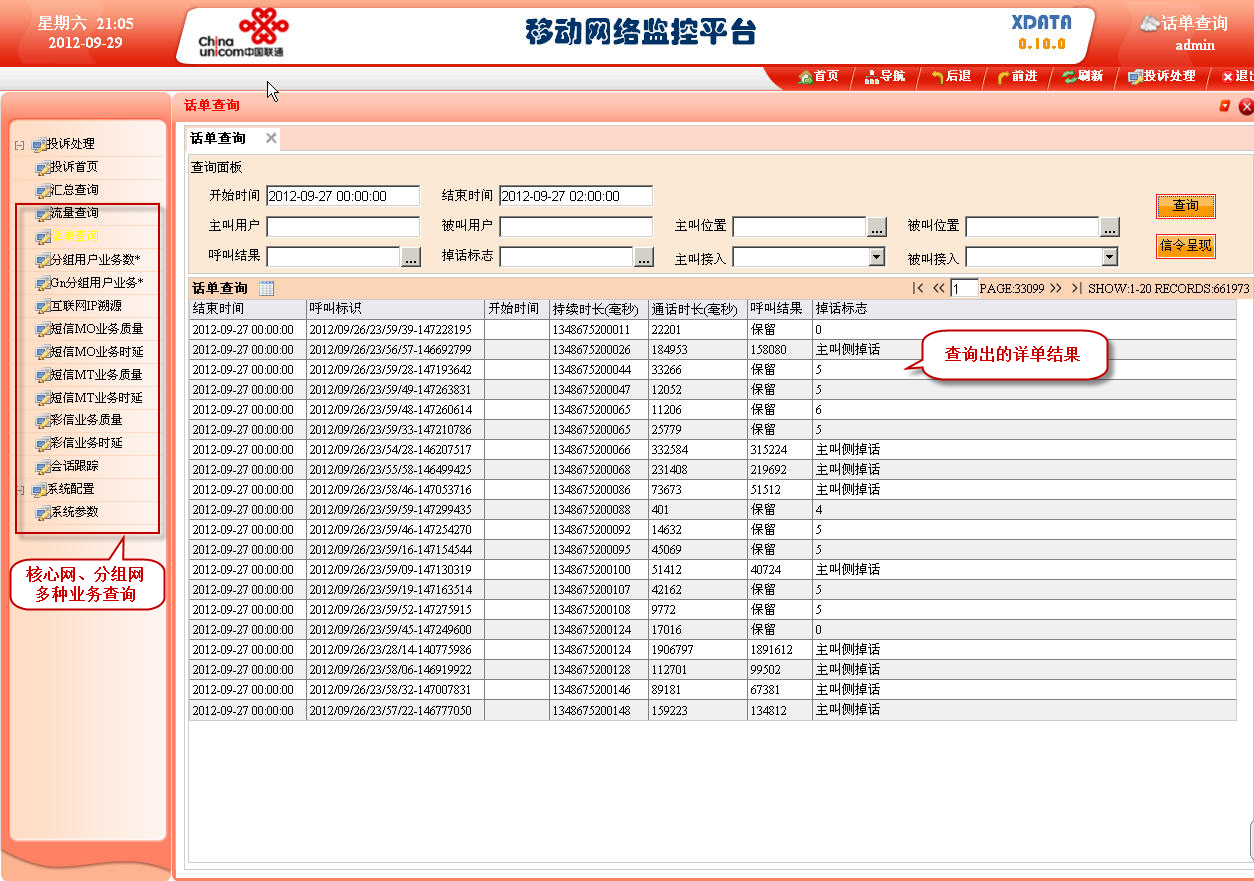 星期六 21:05
2012-09-29
China
unicom中国联通
移动网络监控平台
XDATA
0.10.0
话单查询
admin
首页 导航 后退 前进 刷新 投诉处理 退出
话单查询
投诉处理
投诉首页
汇总查询
流量查询
话单查询
分组用户业务数*
Gn分组用户业务*
互联网IP溯源
短信MO业务质量
短信MO业务时延
短信MT业务质量
短信MT业务时延
彩信业务质量
彩信业务时延
会话跟踪
系统配置
系统参数
核心网、分组网
多种业务查询
话单查询
查询面板
开始时间 2012-09-27 00:00:00 结束时间 2012-09-27 02:00:00
主叫用户 被叫用户 主叫位置 ... 被叫位置 ...
呼叫结果 ... 掉话标志 ... 主叫接入 被叫接入
查询
信令呈现
话单查询 1 PAGE:33099 SHOW:1-20 RECORDS:661973
结束时间 呼叫标识 开始时间 持续时长(毫秒) 通话时长(毫秒) 呼叫结果 掉话标志
2012-09-27 00:00:00 2012/09/26/23/59/39-147228195 1348675200011 22201 保留 0
2012-09-27 00:00:00 2012/09/26/23/56/57-146692799 1348675200026 184953 158080 主叫侧掉话
2012-09-27 00:00:00 2012/09/26/23/59/28-147193642 1348675200044 33266 保留 5
2012-09-27 00:00:00 2012/09/26/23/59/49-147263831 1348675200047 12052 保留 5
2012-09-27 00:00:00 2012/09/26/23/59/48-147260614 1348675200065 11206 保留 6
2012-09-27 00:00:00 2012/09/26/23/59/33-147210786 1348675200065 25779 保留 5
2012-09-27 00:00:00 2012/09/26/23/54/28-146207517 1348675200066 332584 315224 主叫侧掉话
2012-09-27 00:00:00 2012/09/26/23/55/58-146499425 1348675200068 231408 219692 主叫侧掉话
2012-09-27 00:00:00 2012/09/26/23/58/46-147053716 1348675200086 73673 51512 主叫侧掉话
2012-09-27 00:00:00 2012/09/26/23/59/59-147299435 1348675200088 401 保留 4
2012-09-27 00:00:00 2012/09/26/23/59/46-147254270 1348675200092 14632 保留 5
2012-09-27 00:00:00 2012/09/26/23/59/16-147154544 1348675200095 45069 保留 5
2012-09-27 00:00:00 2012/09/26/23/59/09-147130319 1348675200100 51412 40724 主叫侧掉话
2012-09-27 00:00:00 2012/09/26/23/59/19-147163514 1348675200107 42162 保留 5
2012-09-27 00:00:00 2012/09/26/23/59/52-147275915 1348675200108 9772 保留 5
2012-09-27 00:00:00 2012/09/26/23/59/45-147249600 1348675200124 17016 保留 0
2012-09-27 00:00:00 2012/09/26/23/28/14-140775986 1348675200124 1906797 1891612 主叫侧掉话
2012-09-27 00:00:00 2012/09/26/23/58/06-146919922 1348675200128 112701 99502 主叫侧掉话
2012-09-27 00:00:00 2012/09/26/23/58/32-147007831 1348675200146 89181 67381 主叫侧掉话
2012-09-27 00:00:00 2012/09/26/23/57/22-146777050 1348675200148 159223 134812 主叫侧掉话
查询出的详单结果